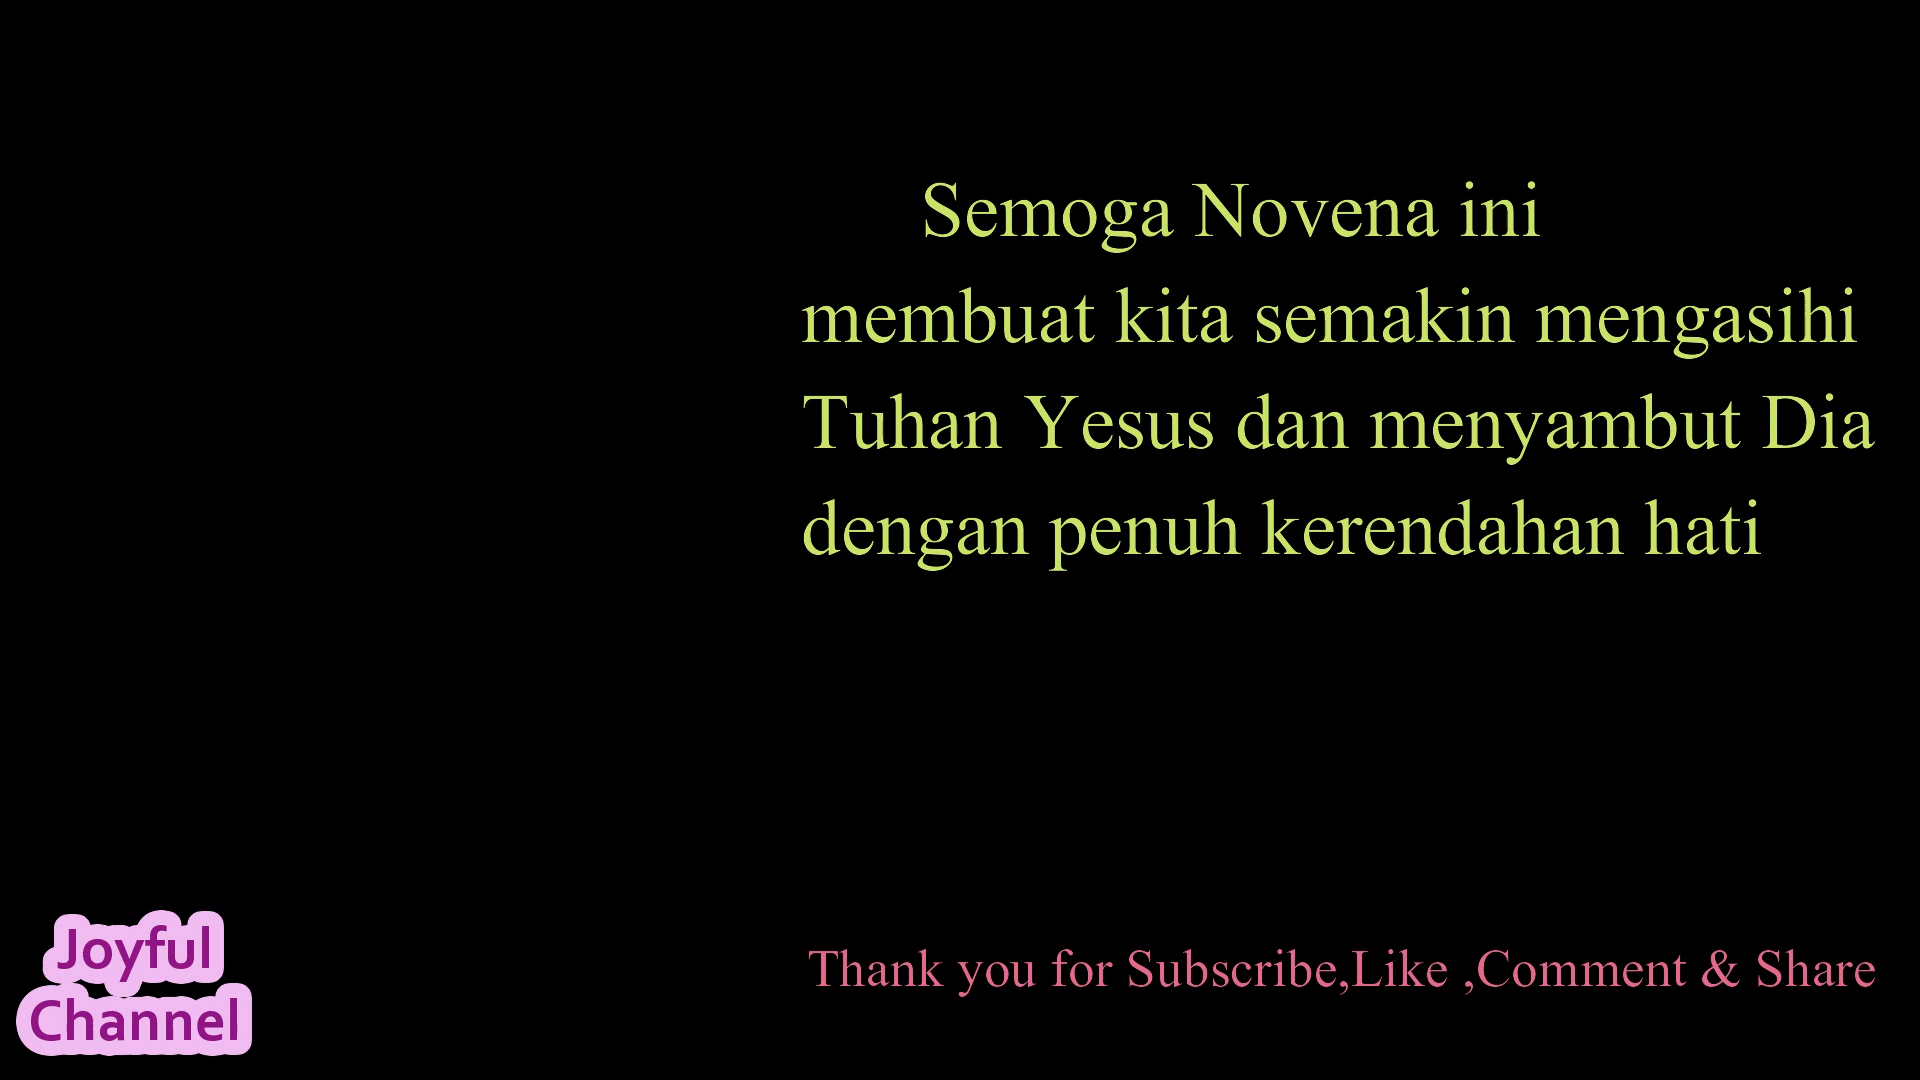 Semoga Novena ini
membuat kita semakin mengasihi
Tuhan Yesus dan menyambut Dia
dengan penuh kerendahan hati
Joyful
Channel
Thank you for Subscribe,Like ,Comment & Share